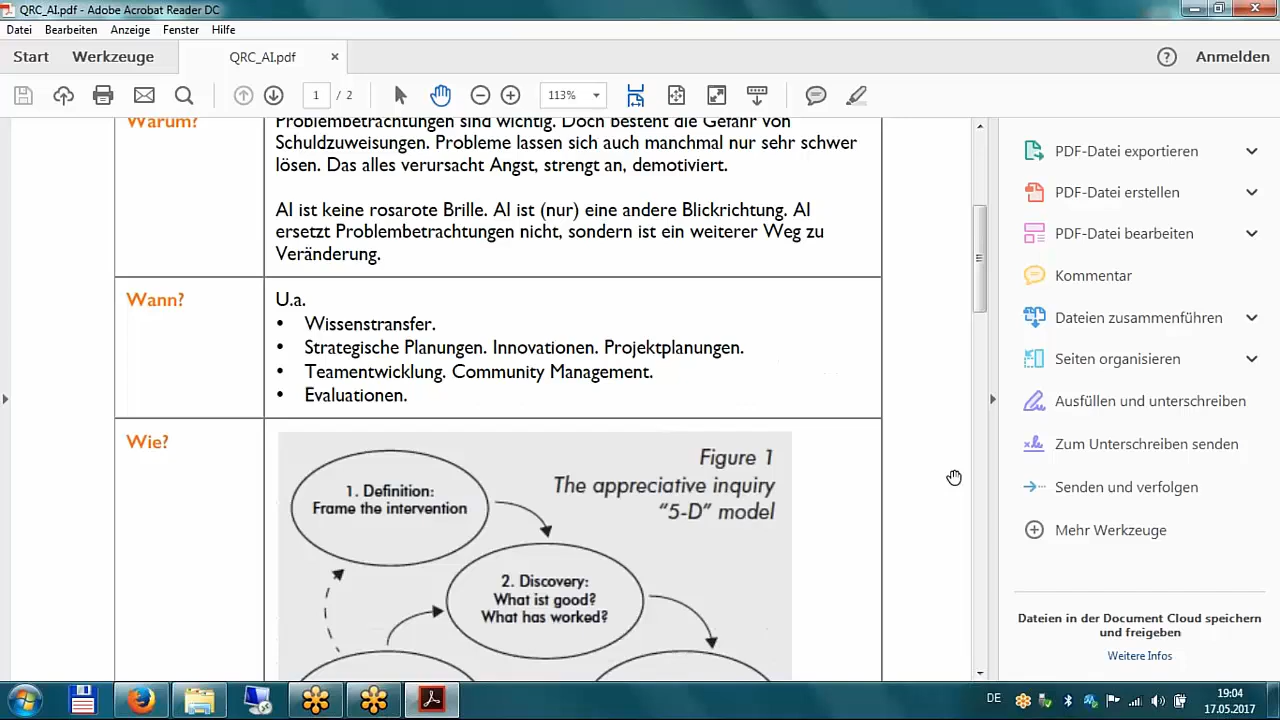 QRC_AI.pdf - Adobe Acrobat Reader DC
Datei Bearbeiten Anzeige Fenster Hilfe
Start Werkzeuge QRC_AI.pdf × ? Anmelden
1 / 2 113%
Warum? Problembetrachtungen sind wichtig. Doch besteht die Gefahr von
Schuldzuweisungen. Probleme lassen sich auch manchmal nur sehr schwer
lösen. Das alles verursacht Angst, strengt an, demotiviert.
AI ist keine rosarote Brille. AI ist (nur) eine andere Blickrichtung. AI
ersetzt Problembetrachtungen nicht, sondern ist ein weiterer Weg zu
Veränderung.
Wann? U.a.
• Wissenstransfer.
• Strategische Planungen. Innovationen. Projektplanungen.
• Teamentwicklung. Community Management.
• Evaluationen.
Wie?
Figure 1
The appreciative inquiry
"5-D" model
1. Definition:
Frame the intervention
2. Discovery:
What ist good?
What has worked?
PDF-Datei exportieren
PDF-Datei erstellen
PDF-Datei bearbeiten
Kommentar
Dateien zusammenführen
Seiten organisieren
Ausfüllen und unterschreiben
Zum Unterschreiben senden
Senden und verfolgen
Mehr Werkzeuge
Dateien in der Document Cloud speichern
und freigeben
Weitere Infos
DE 19:04
17.05.2017